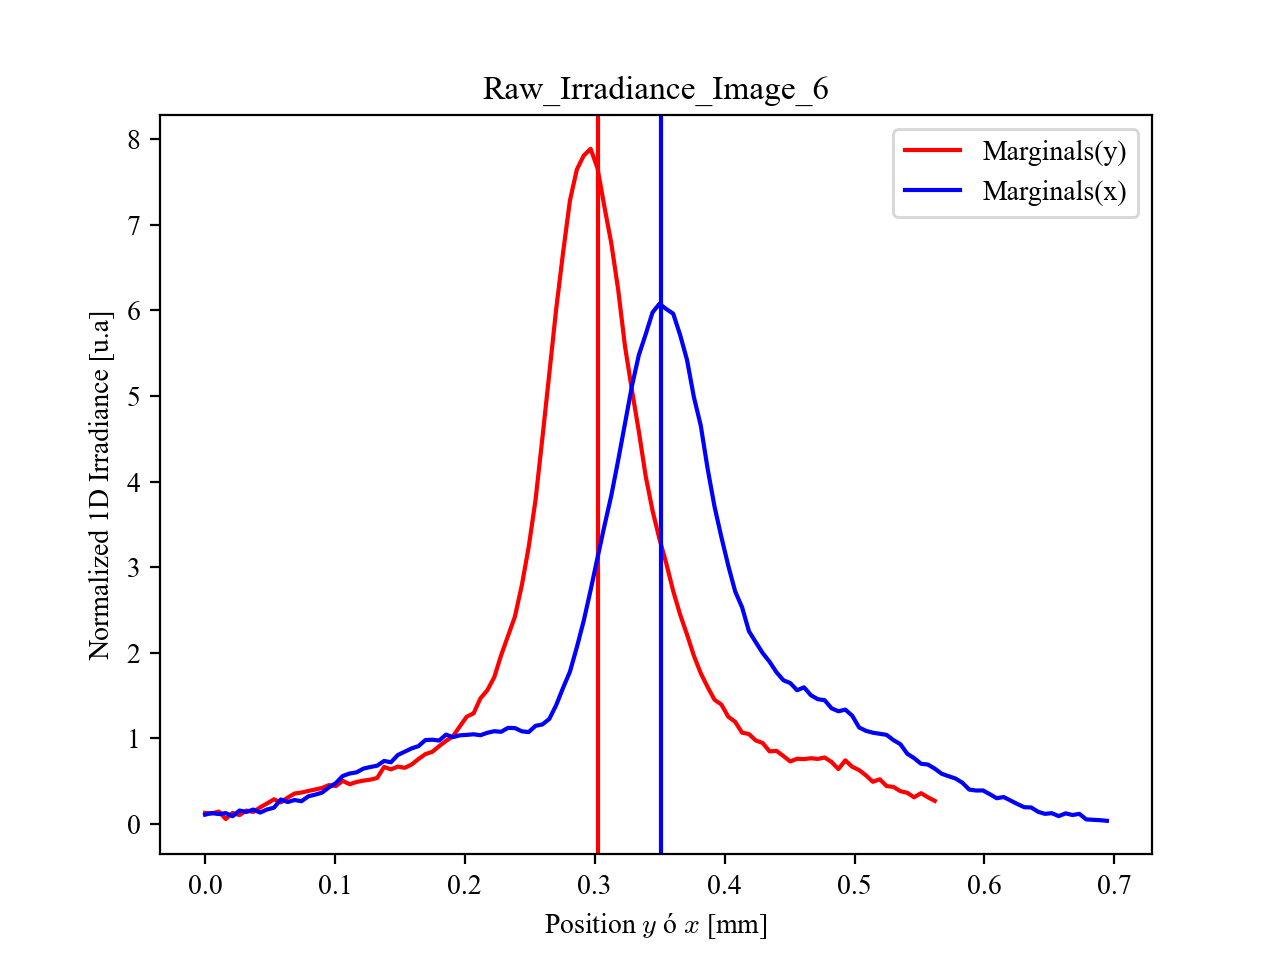 Raw_Irradiance_Image_6
Marginals(y)
Marginals(x)
Normalized 1D Irradiance [u.a]
8
7
6
5
4
3
2
1
0
0.0 0.1 0.2 0.3 0.4 0.5 0.6 0.7
Position y ó x [mm]